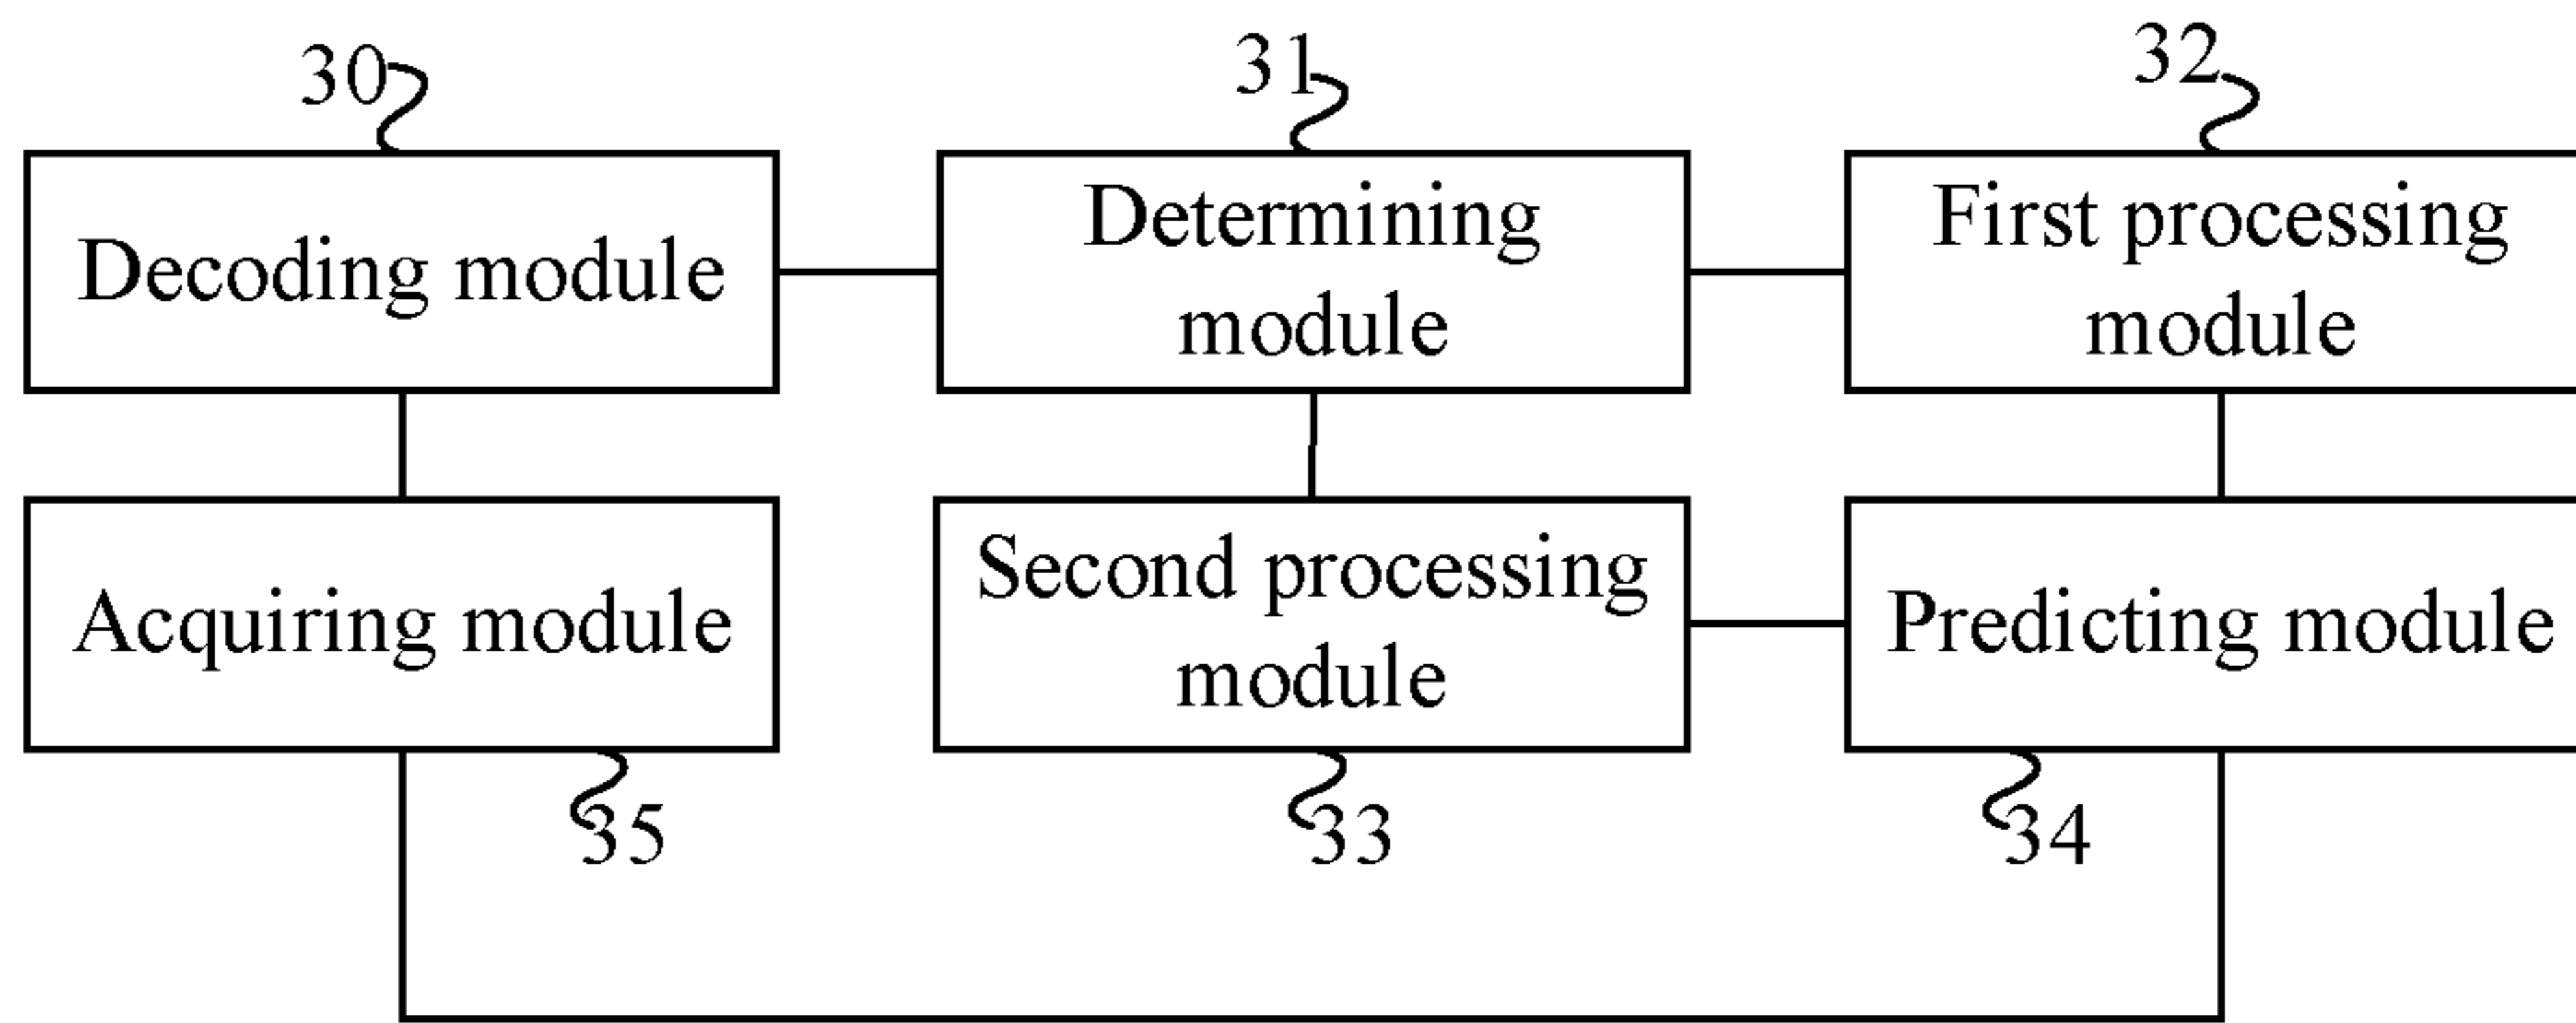 30
31
32
Decoding module
Determining
module
First processing
module
Acquiring module
Second processing
module
Predicting module
35
33
34